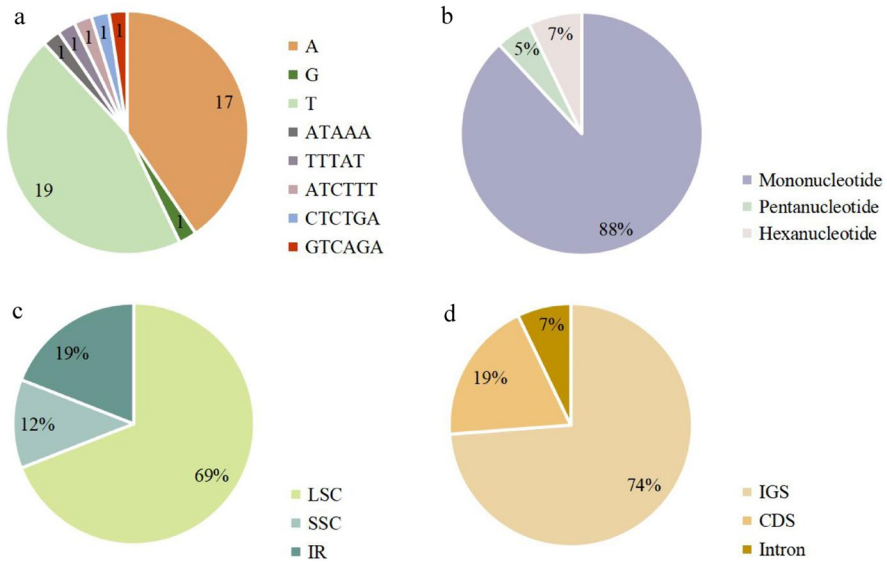 a
1
1
1
1
1
17
19
1
A
G
T
ATAAA
TTTAT
ATCTTT
CTCTGA
GTCAGA
b
5%
7%
88%
Mononucleotide
Pentanucleotide
Hexanucleotide
c
19%
12%
69%
LSC
SSC
IR
d
7%
19%
74%
IGS
CDS
Intron